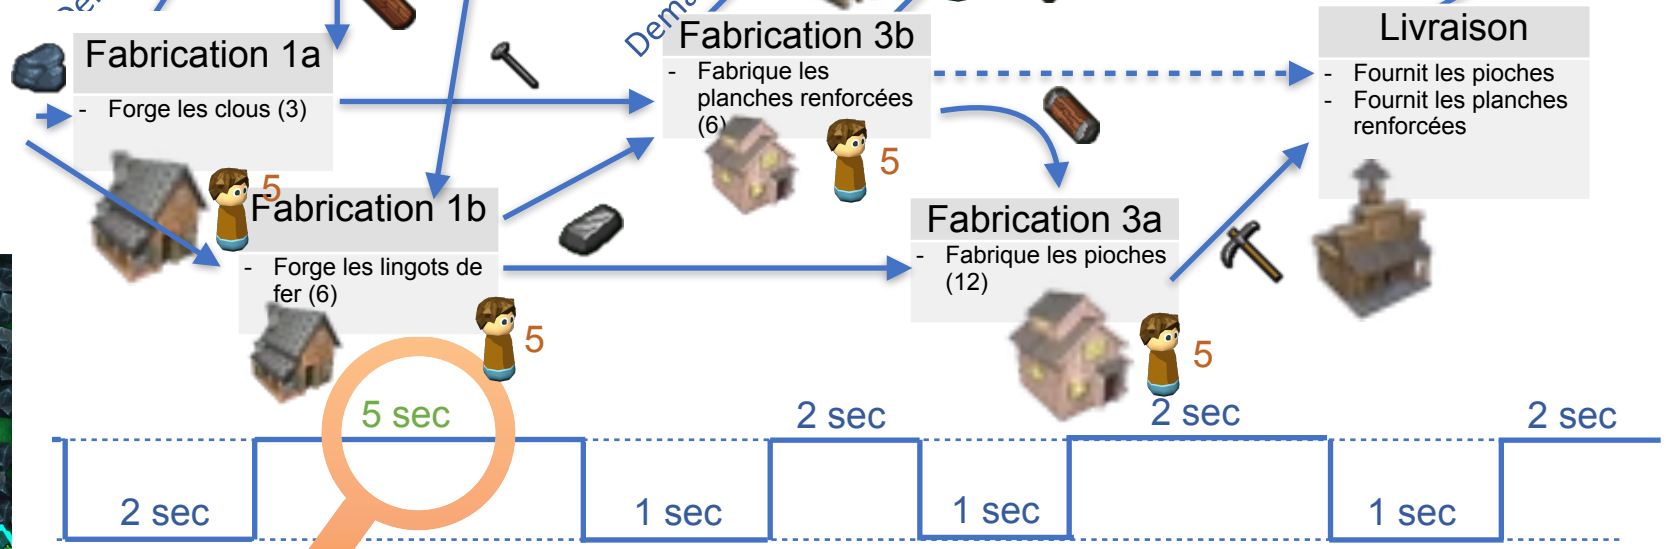 Dema
Fabrication 1a
- Forge les clous (3)
5
Fabrication 1b
- Forge les lingots de
fer (6)
5
Fabrication 3b
- Fabrique les
planches renforcées
(6)
5
Fabrication 3a
- Fabrique les pioches
(12)
5
Livraison
- Fournit les pioches
- Fournit les planches
renforcées
5 sec
2 sec
2 sec
2 sec
2 sec
1 sec
1 sec
1 sec